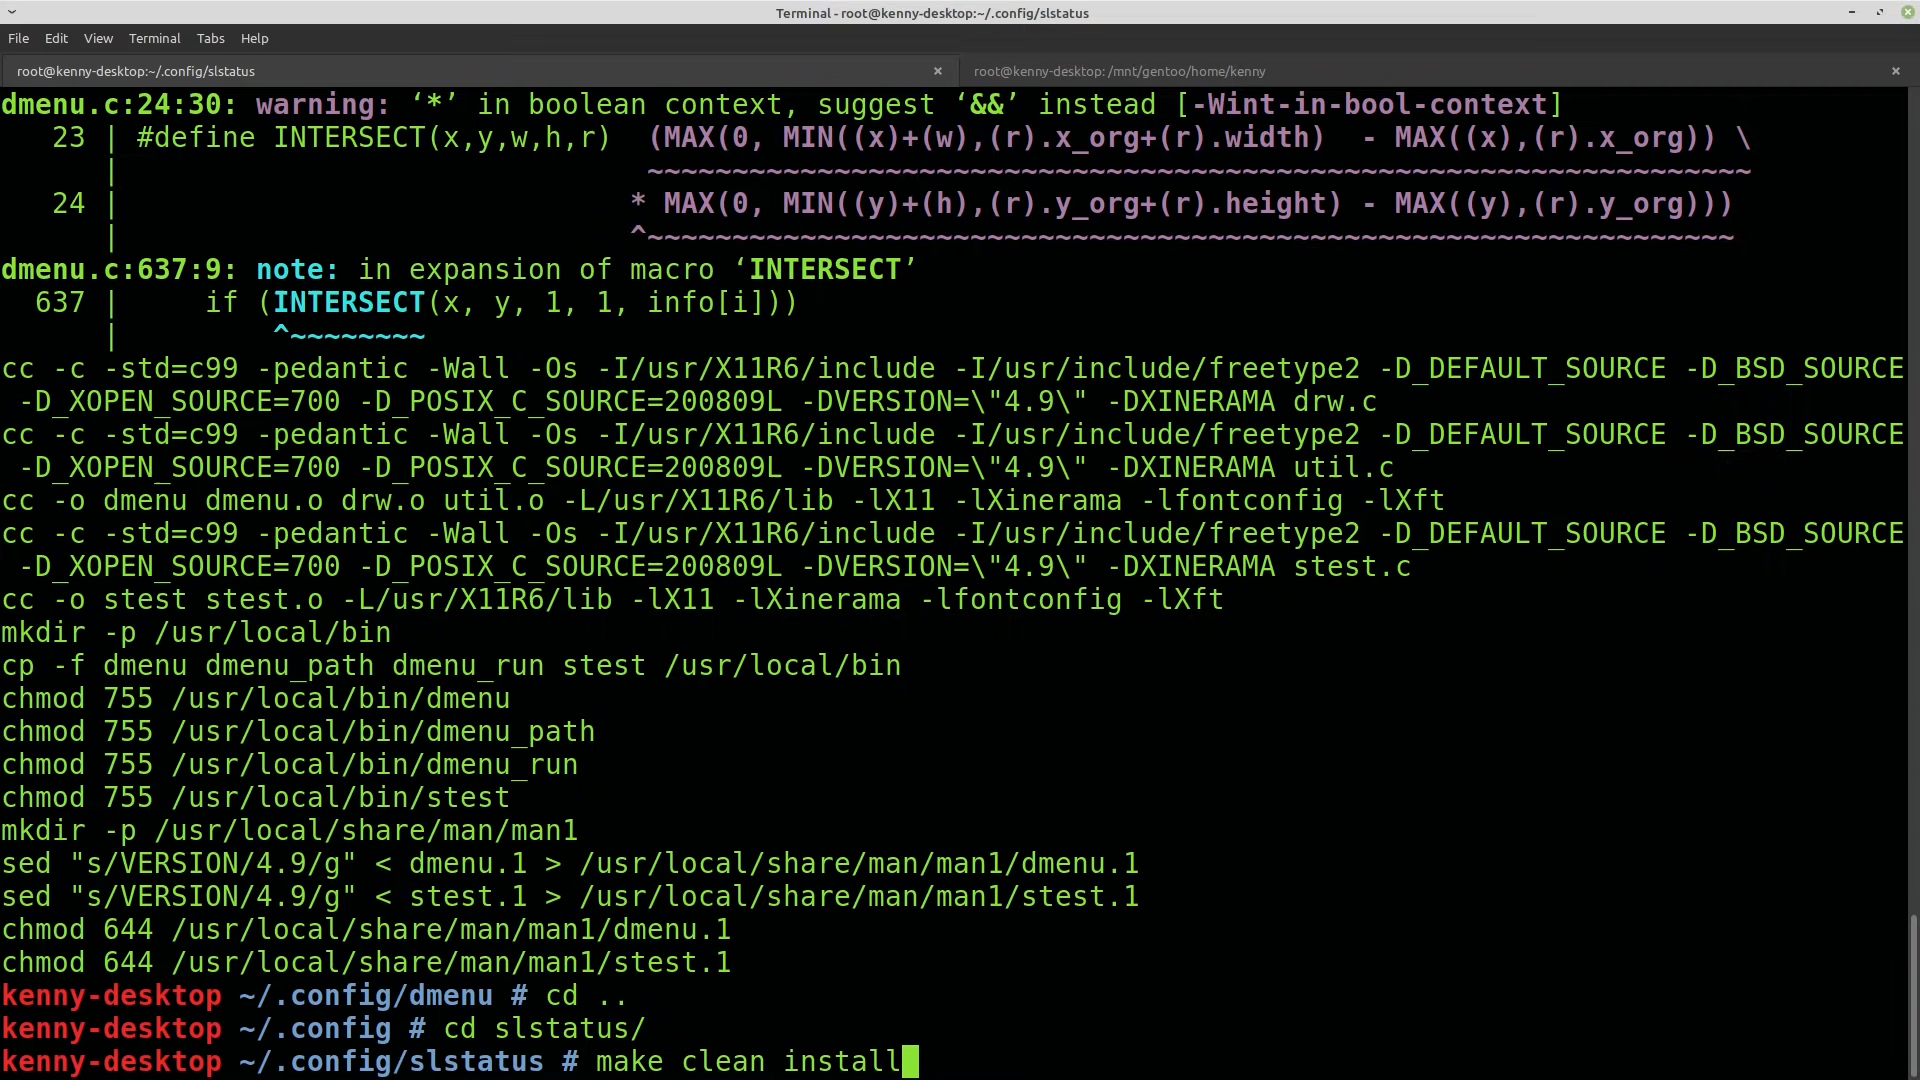 Terminal - root@kenny-desktop:~/.config/slstatus
File Edit View Terminal Tabs Help
root@kenny-desktop:~/.config/slstatus × root@kenny-desktop: /mnt/gentoo/home/kenny ×
dmenu.c:24:30: warning: ‘*’ in boolean context, suggest ‘&&’ instead [-Wint-in-bool-context]
   23 | #define INTERSECT(x,y,w,h,r)  (MAX(0, MIN((x)+(w),(r).x_org+(r).width)  - MAX((x),(r).x_org)) \
      |                               ~~~~~~~~~~~~~~~~~~~~~~~~~~~~~~~~~~~~~~~~~~~~~~~~~~~~~~~~~~~~~~~~~
   24 |                              * MAX(0, MIN((y)+(h),(r).y_org+(r).height) - MAX((y),(r).y_org)))
      |                              ^~~~~~~~~~~~~~~~~~~~~~~~~~~~~~~~~~~~~~~~~~~~~~~~~~~~~~~~~~~~~~~~~
dmenu.c:637:9: note: in expansion of macro ‘INTERSECT’
  637 |     if (INTERSECT(x, y, 1, 1, info[i]))
      |         ^~~~~~~~~
cc -c -std=c99 -pedantic -Wall -Os -I/usr/X11R6/include -I/usr/include/freetype2 -D_DEFAULT_SOURCE -D_BSD_SOURCE
 -D_XOPEN_SOURCE=700 -D_POSIX_C_SOURCE=200809L -DVERSION=\"4.9\" -DXINERAMA drw.c
cc -c -std=c99 -pedantic -Wall -Os -I/usr/X11R6/include -I/usr/include/freetype2 -D_DEFAULT_SOURCE -D_BSD_SOURCE
 -D_XOPEN_SOURCE=700 -D_POSIX_C_SOURCE=200809L -DVERSION=\"4.9\" -DXINERAMA util.c
cc -o dmenu dmenu.o drw.o util.o -L/usr/X11R6/lib -lX11 -lXinerama -lfontconfig -lXft
cc -c -std=c99 -pedantic -Wall -Os -I/usr/X11R6/include -I/usr/include/freetype2 -D_DEFAULT_SOURCE -D_BSD_SOURCE
 -D_XOPEN_SOURCE=700 -D_POSIX_C_SOURCE=200809L -DVERSION=\"4.9\" -DXINERAMA stest.c
cc -o stest stest.o -L/usr/X11R6/lib -lX11 -lXinerama -lfontconfig -lXft
mkdir -p /usr/local/bin
cp -f dmenu dmenu_path dmenu_run stest /usr/local/bin
chmod 755 /usr/local/bin/dmenu
chmod 755 /usr/local/bin/dmenu_path
chmod 755 /usr/local/bin/dmenu_run
chmod 755 /usr/local/bin/stest
mkdir -p /usr/local/share/man/man1
sed "s/VERSION/4.9/g" < dmenu.1 > /usr/local/share/man/man1/dmenu.1
sed "s/VERSION/4.9/g" < stest.1 > /usr/local/share/man/man1/stest.1
chmod 644 /usr/local/share/man/man1/dmenu.1
chmod 644 /usr/local/share/man/man1/stest.1
kenny-desktop ~/.config/dmenu # cd ..
kenny-desktop ~/.config # cd slstatus/
kenny-desktop ~/.config/slstatus # make clean install